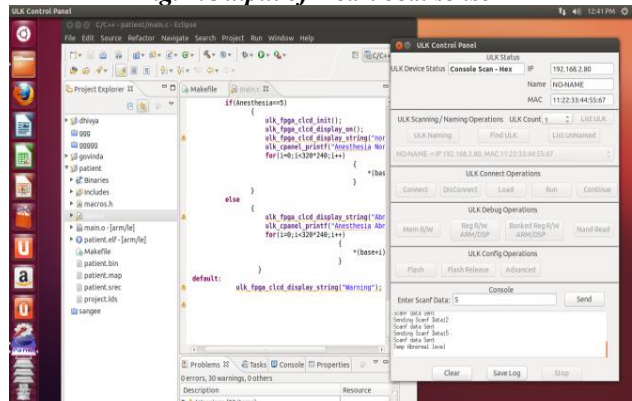 ULK Control Panel
12:41 PM
C/C++ - patient/main.c - Eclipse
File Edit Source Refactor Navigate Search Project Run Window Help
C/C++
Project Explorer
dhivya
ggg
ggggg
govinda
patient
Binaries
Includes
macros.h
main.o - [arm/le]
patient.elf - [arm/le]
Makefile
patient.bin
patient.map
patient.srec
project.lds
sangee
Makefile
main.c
if(Anesthesia==5)
{
ulk_fpga_clcd_init();
ulk_fpga_clcd_display_on();
ulk_fpga_clcd_display_string("nor
ulk_cpanel_printf("Anesthesia Nor
for(i=0;i<320*240;i++)
{
*(bas
}
}
else
{
ulk_fpga_clcd_display_string("Abr
ulk_cpanel_printf("Anesthesia Abr
for(i=0;i<320*240;i++)
{
*(base+i)
}
}
default:
ulk_fpga_clcd_display_string("Warning");
Problems Tasks Console Properties
0 errors, 30 warnings, 0 others
Description Resource
ULK Control Panel
ULK Status
ULK Device Status Console Scan - Hex IP 192.168.2.80
Name NO-NAME
MAC 11:22:33:44:55:67
ULK Scanning / Naming Operations ULK Count 1 List ULK
ULK Naming Find ULK List UnNamed
NO-NAME -> IP 192.168.2.80, MAC 11:22:33:44:55:67
ULK Connect Operations
Connect DisConnect Load Run Continue
ULK Debug Operations
Mem R/W Reg R/W ARM/DSP Banked Reg R/W ARM/DSP Nand Read
ULK Config Operations
Flash Flash Release Advanced
Console
Enter Scanf Data: 5 Send
Scanf data Sent
Sending Scanf Data:2
Scanf data Sent
Sending Scanf Data:5
Scanf data Sent
Temp Abnormal level
Clear Save Log Stop